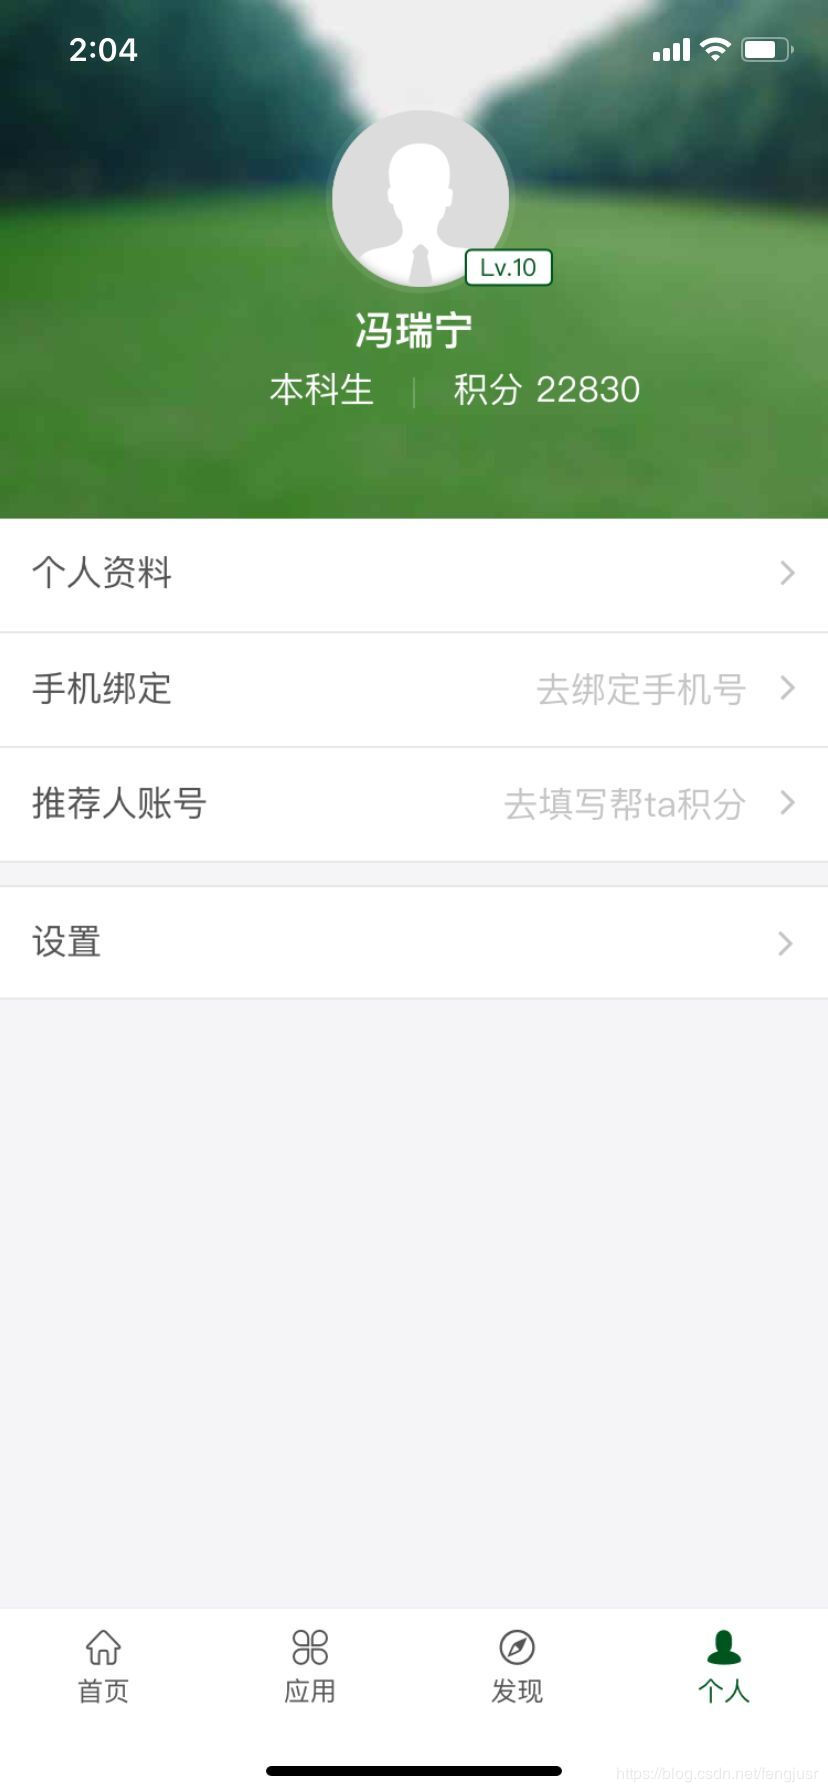 2:04
Lv.10
冯瑞宁
本科生 积分 22830
个人资料
手机绑定 去绑定手机号
推荐人账号 去填写帮ta积分
设置
首页 应用 发现 个人
https://blog.csdn.net/fengjusr